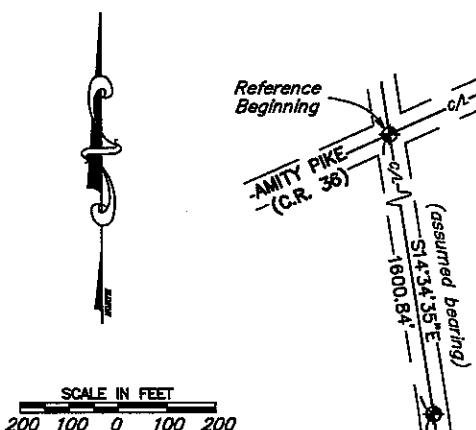 Reference
Beginning
c/L
AMITY PIKE
(C.R. 36)
c/L
(assumed bearing)
S14°34'35"E
1600.84'
NORTH
SCALE IN FEET
200 100 0 100 200